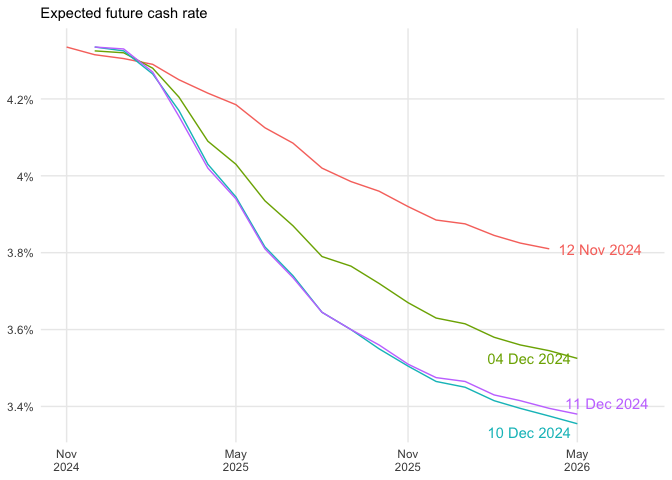 Expected future cash rate
4.2%
4%
3.8%
3.6%
3.4%
12 Nov 2024
04 Dec 2024
11 Dec 2024
10 Dec 2024
Nov
2024
May
2025
Nov
2025
May
2026